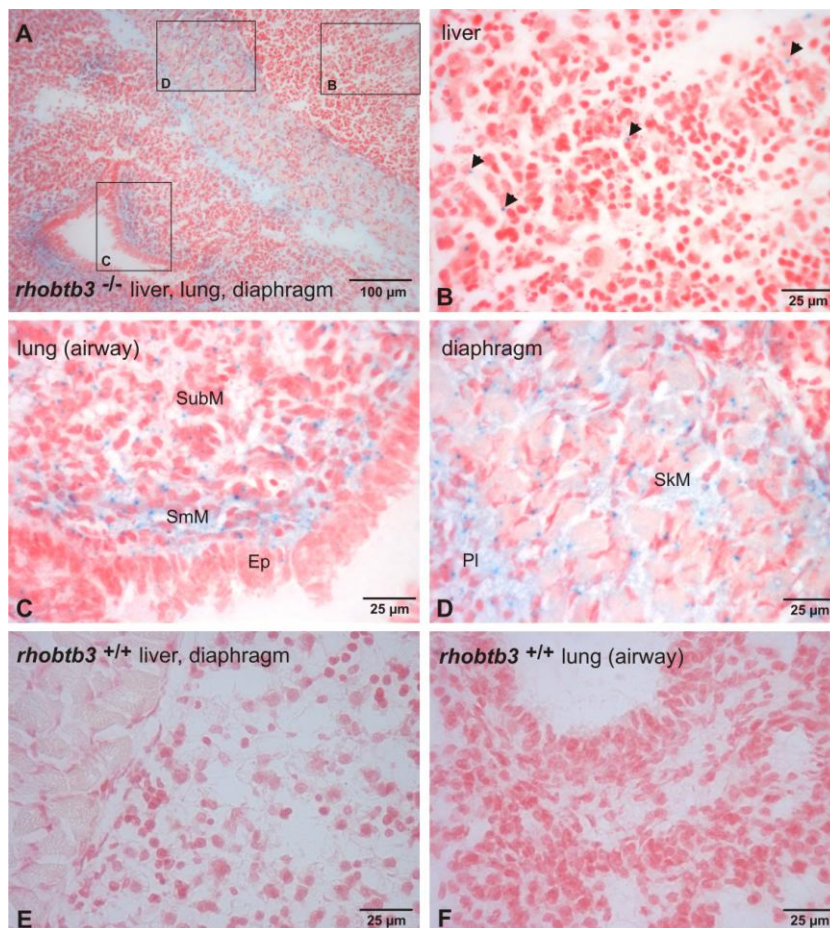 A
D
B
C
rhobtb3 -/- liver, lung, diaphragm
100 µm
liver
B
25 µm
lung (airway)
SubM
SmM
Ep
C
25 µm
diaphragm
SkM
Pl
D
25 µm
rhobtb3 +/+ liver, diaphragm
E
25 µm
rhobtb3 +/+ lung (airway)
F
25 µm